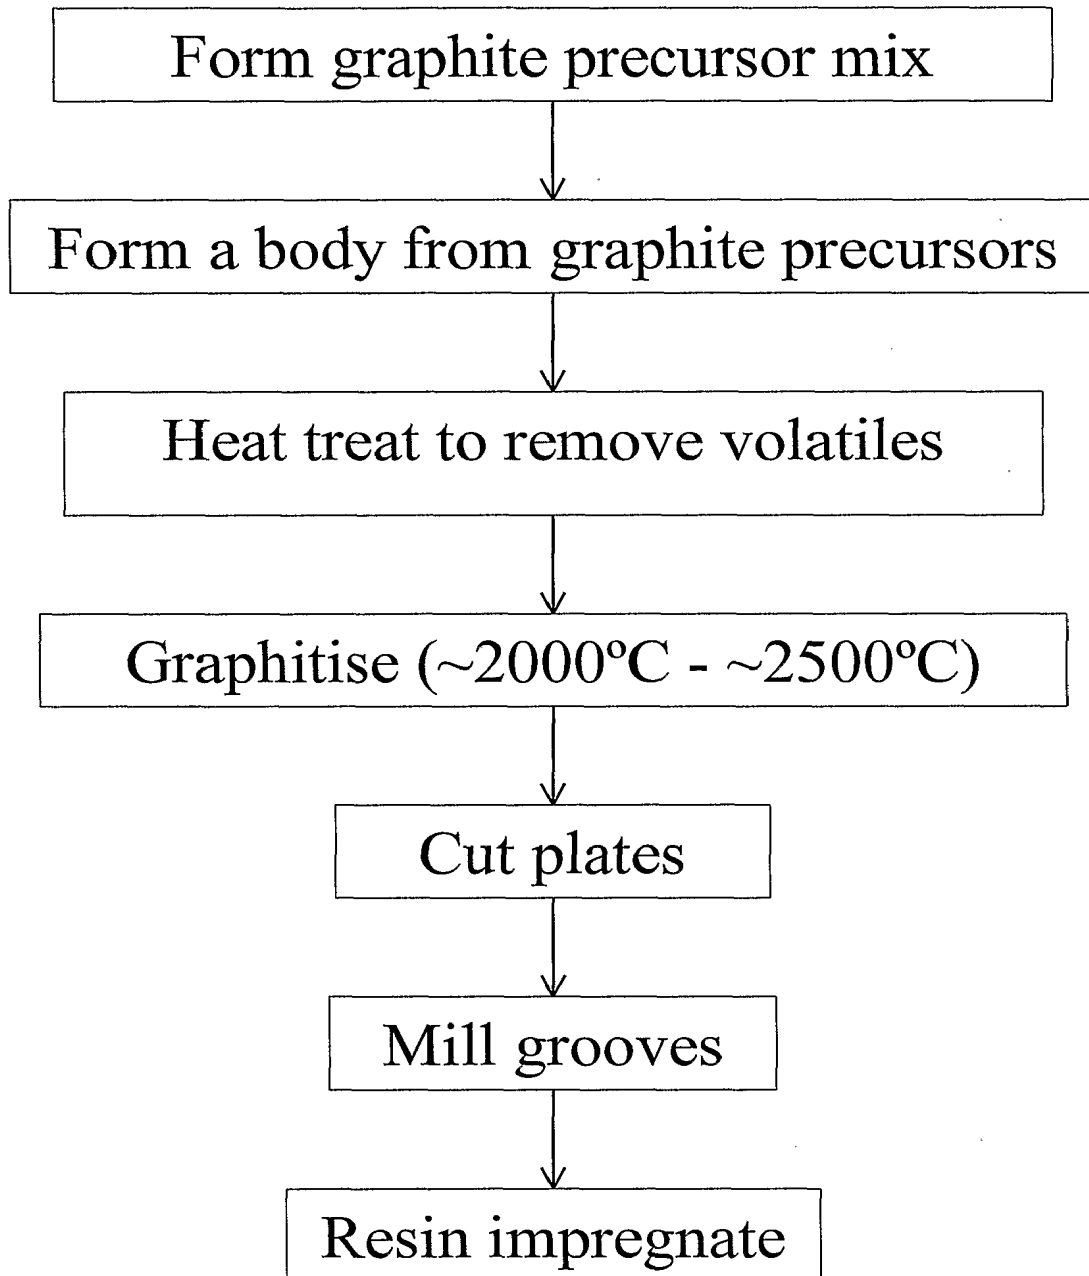 Form graphite precursor mix
Form a body from graphite precursors
Heat treat to remove volatiles
Graphitise (~2000ºC - ~2500ºC)
Cut plates
Mill grooves
Resin impregnate